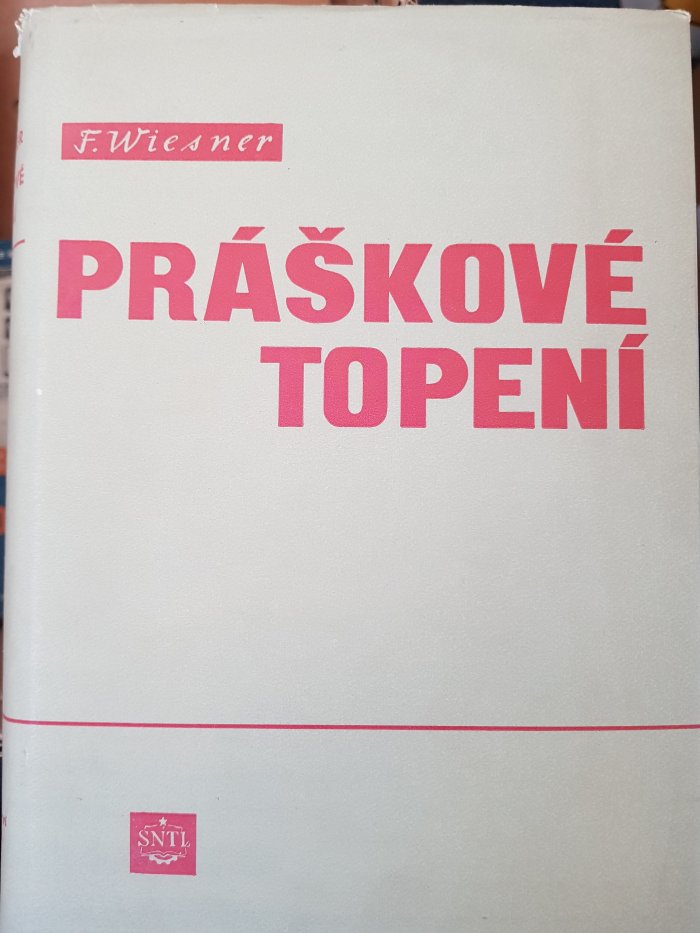 F. Wiesner
PRÁŠKOVÉ
TOPENÍ
SNTL